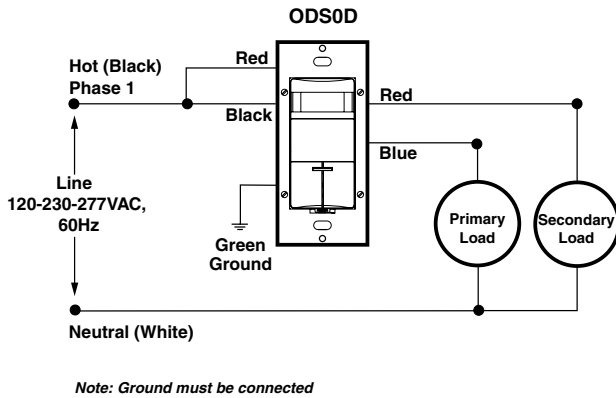 ODS0D
Red
Hot (Black)
Phase 1
Black
Red
Blue
Line
120-230-277VAC,
60Hz
Green
Ground
Primary
Load
Secondary
Load
Neutral (White)
Note: Ground must be connected